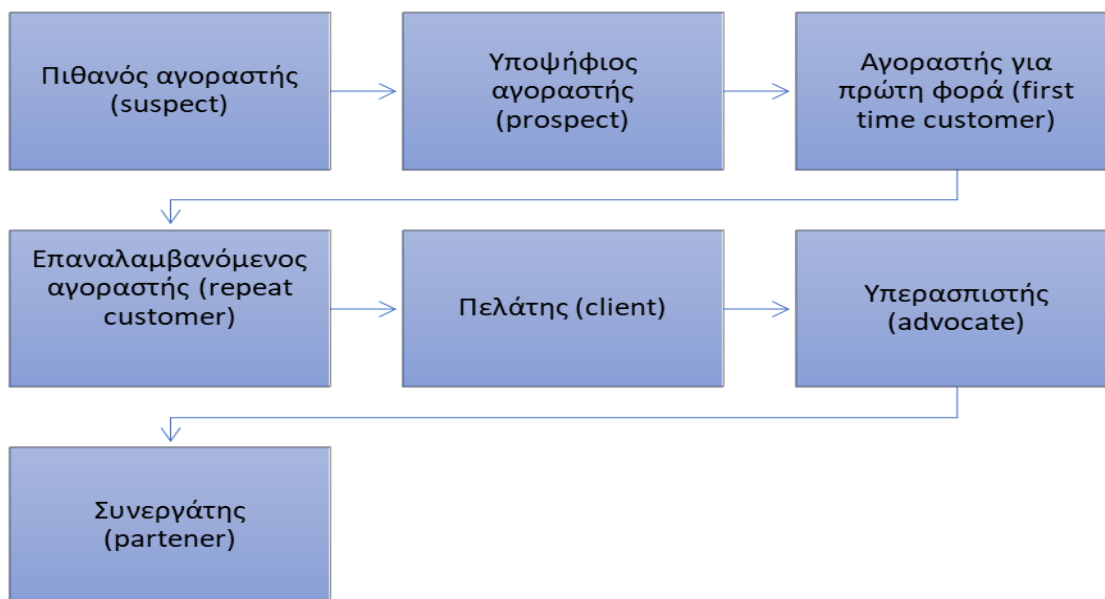 Πιθανός αγοραστής
(suspect)
Υποψήφιος
αγοραστής
(prospect)
Αγοραστής για
πρώτη φορά (first
time customer)
Επαναλαμβανόμενος
αγοραστής (repeat
customer)
Πελάτης (client)
Υπερασπιστής
(advocate)
Συνεργάτης
(partener)